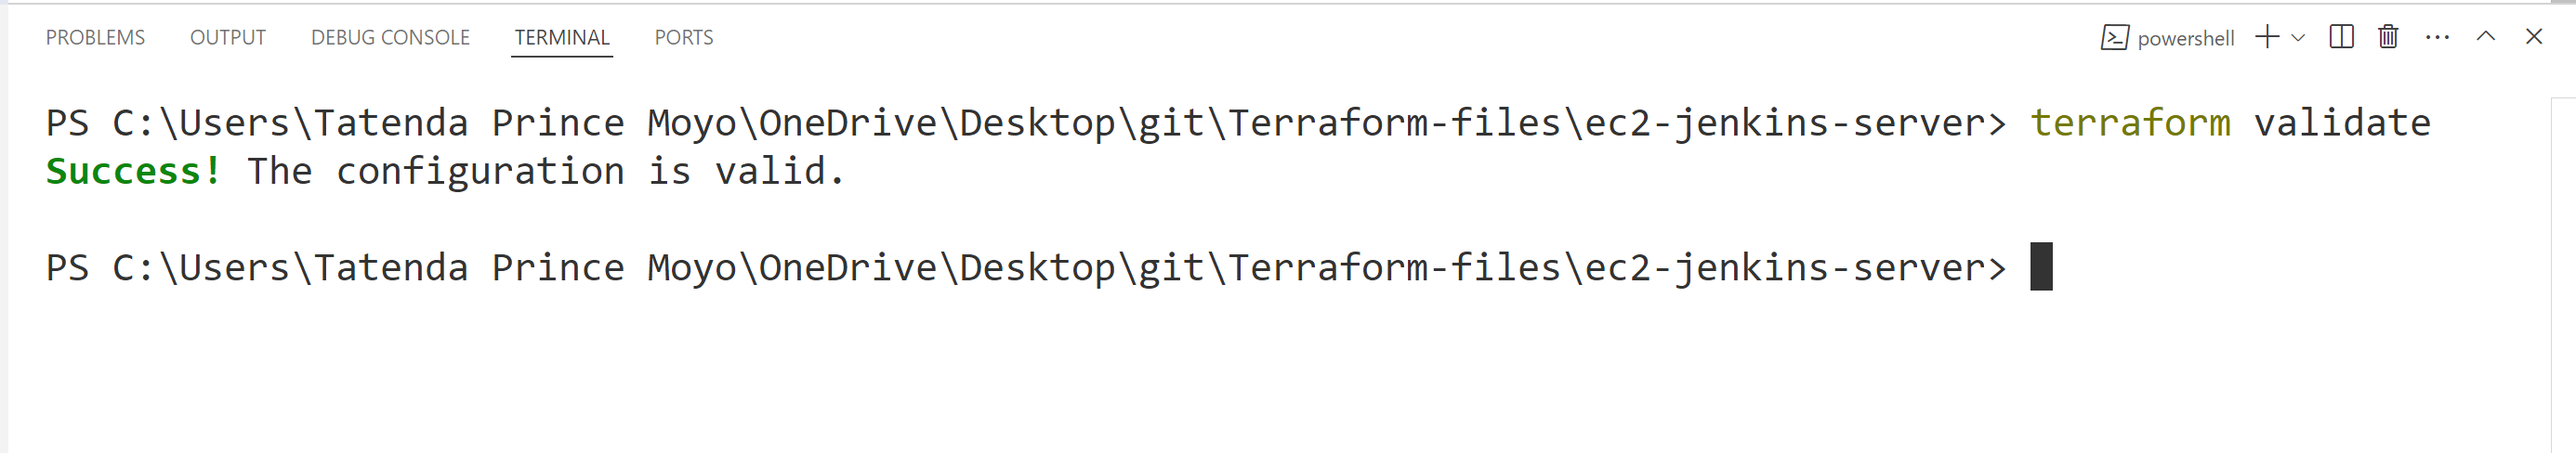 PROBLEMS OUTPUT DEBUG CONSOLE TERMINAL PORTS powershell
PS C:\Users\Tatenda Prince Moyo\OneDrive\Desktop\git\Terraform-files\ec2-jenkins-server> terraform validate
Success! The configuration is valid.
PS C:\Users\Tatenda Prince Moyo\OneDrive\Desktop\git\Terraform-files\ec2-jenkins-server>